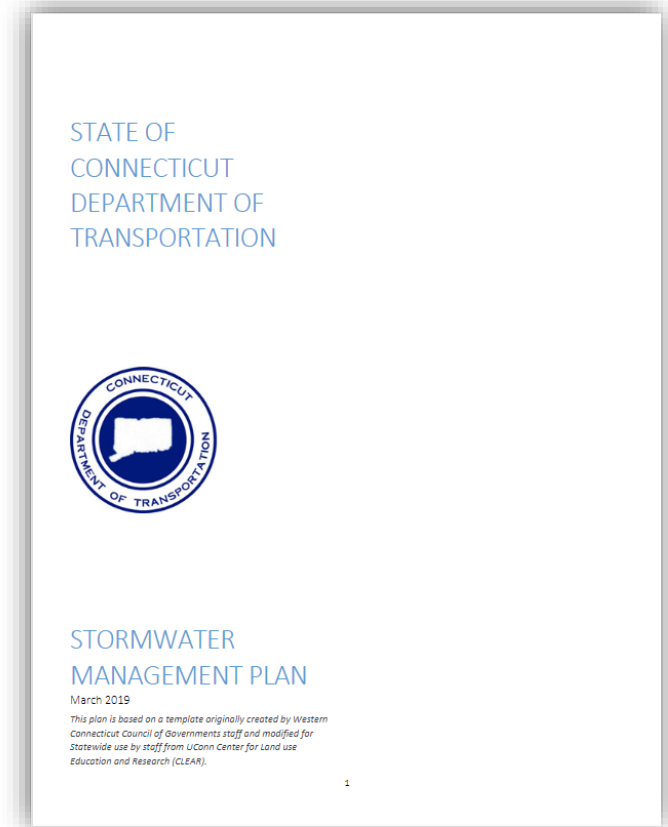 STATE OF
CONNECTICUT
DEPARTMENT OF
TRANSPORTATION
CONNECTICUT
DEPARTMENT OF TRANSPORTATION
STORMWATER
MANAGEMENT PLAN
March 2019
This plan is based on a template originally created by Western
Connecticut Council of Governments staff and modified for
Statewide use by staff from UConn Center for Land use
Education and Research (CLEAR).
1